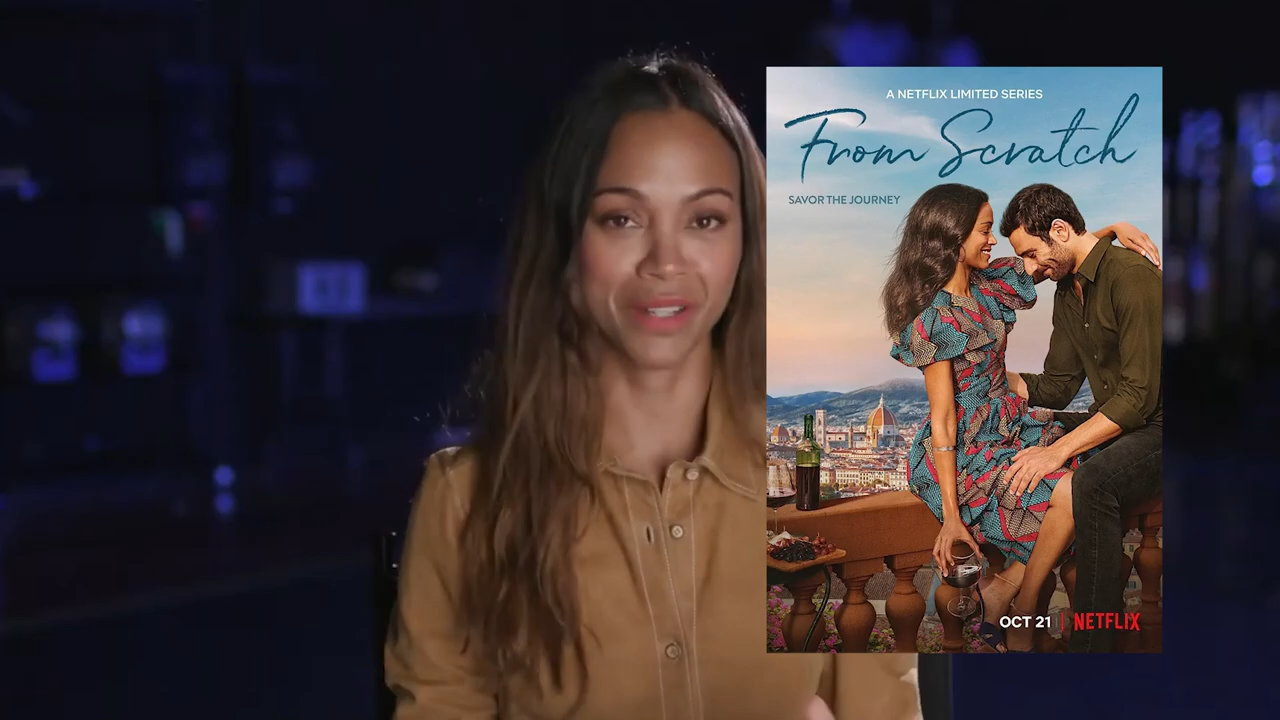 A NETFLIX LIMITED SERIES
From Scratch
SAVOR THE JOURNEY
OCT 21 | NETFLIX